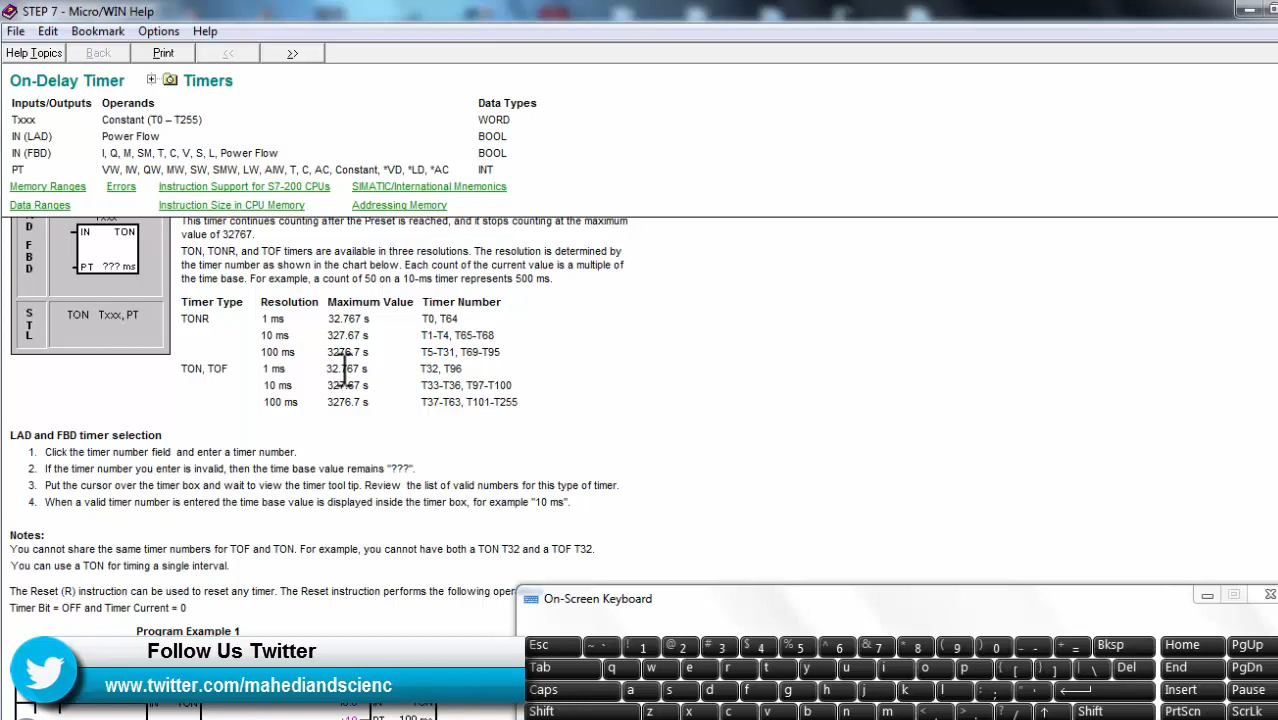 STEP 7 - Micro/WIN Help
File Edit Bookmark Options Help
Help Topics Back Print << >>
On-Delay Timer Timers
Inputs/Outputs Operands Data Types
Txxx Constant (T0 – T255) WORD
IN (LAD) Power Flow BOOL
IN (FBD) I, Q, M, SM, T, C, V, S, L, Power Flow BOOL
PT VW, IW, QW, MW, SW, SMW, LW, AIW, T, C, AC, Constant, *VD, *LD, *AC INT
Memory Ranges Errors Instruction Support for S7-200 CPUs SIMATIC/International Mnemonics
Data Ranges Instruction Size in CPU Memory Addressing Memory
D
F
B
D
Txxx
IN TON
PT ??? ms
S
T
L
TON Txxx, PT
This timer continues counting after the Preset is reached, and it stops counting at the maximum
value of 32767.
TON, TONR, and TOF timers are available in three resolutions. The resolution is determined by
the timer number as shown in the chart below. Each count of the current value is a multiple of
the time base. For example, a count of 50 on a 10-ms timer represents 500 ms.
Timer Type Resolution Maximum Value Timer Number
TONR 1 ms 32.767 s T0, T64
10 ms 327.67 s T1-T4, T65-T68
100 ms 3276.7 s T5-T31, T69-T95
TON, TOF 1 ms 32.767 s T32, T96
10 ms 327.67 s T33-T36, T97-T100
100 ms 3276.7 s T37-T63, T101-T255
LAD and FBD timer selection
1. Click the timer number field and enter a timer number.
2. If the timer number you enter is invalid, then the time base value remains "???".
3. Put the cursor over the timer box and wait to view the timer tool tip. Review the list of valid numbers for this type of timer.
4. When a valid timer number is entered the time base value is displayed inside the timer box, for example "10 ms".
Notes:
You cannot share the same timer numbers for TOF and TON. For example, you cannot have both a TON T32 and a TOF T32.
You can use a TON for timing a single interval.
The Reset (R) instruction can be used to reset any timer. The Reset instruction performs the following
Timer Bit = OFF and Timer Current = 0
Program Example 1
IN TON
+10 PT 100 ms
Follow Us Twitter
www.twitter.com/mahediandscienc
On-Screen Keyboard
Esc ~ ` ! 1 @ 2 # 3 $ 4 % 5 ^ 6 & 7 * 8 ( 9 ) 0 _ - + = Bksp Home PgUp
Tab q w e r t y u i o p { [ } ] | \ Del End PgDn
Caps a s d f g h j k l : ; " ' Insert Pause
Shift z x c v b n m < , > . ? / Shift PrtScn ScrLk